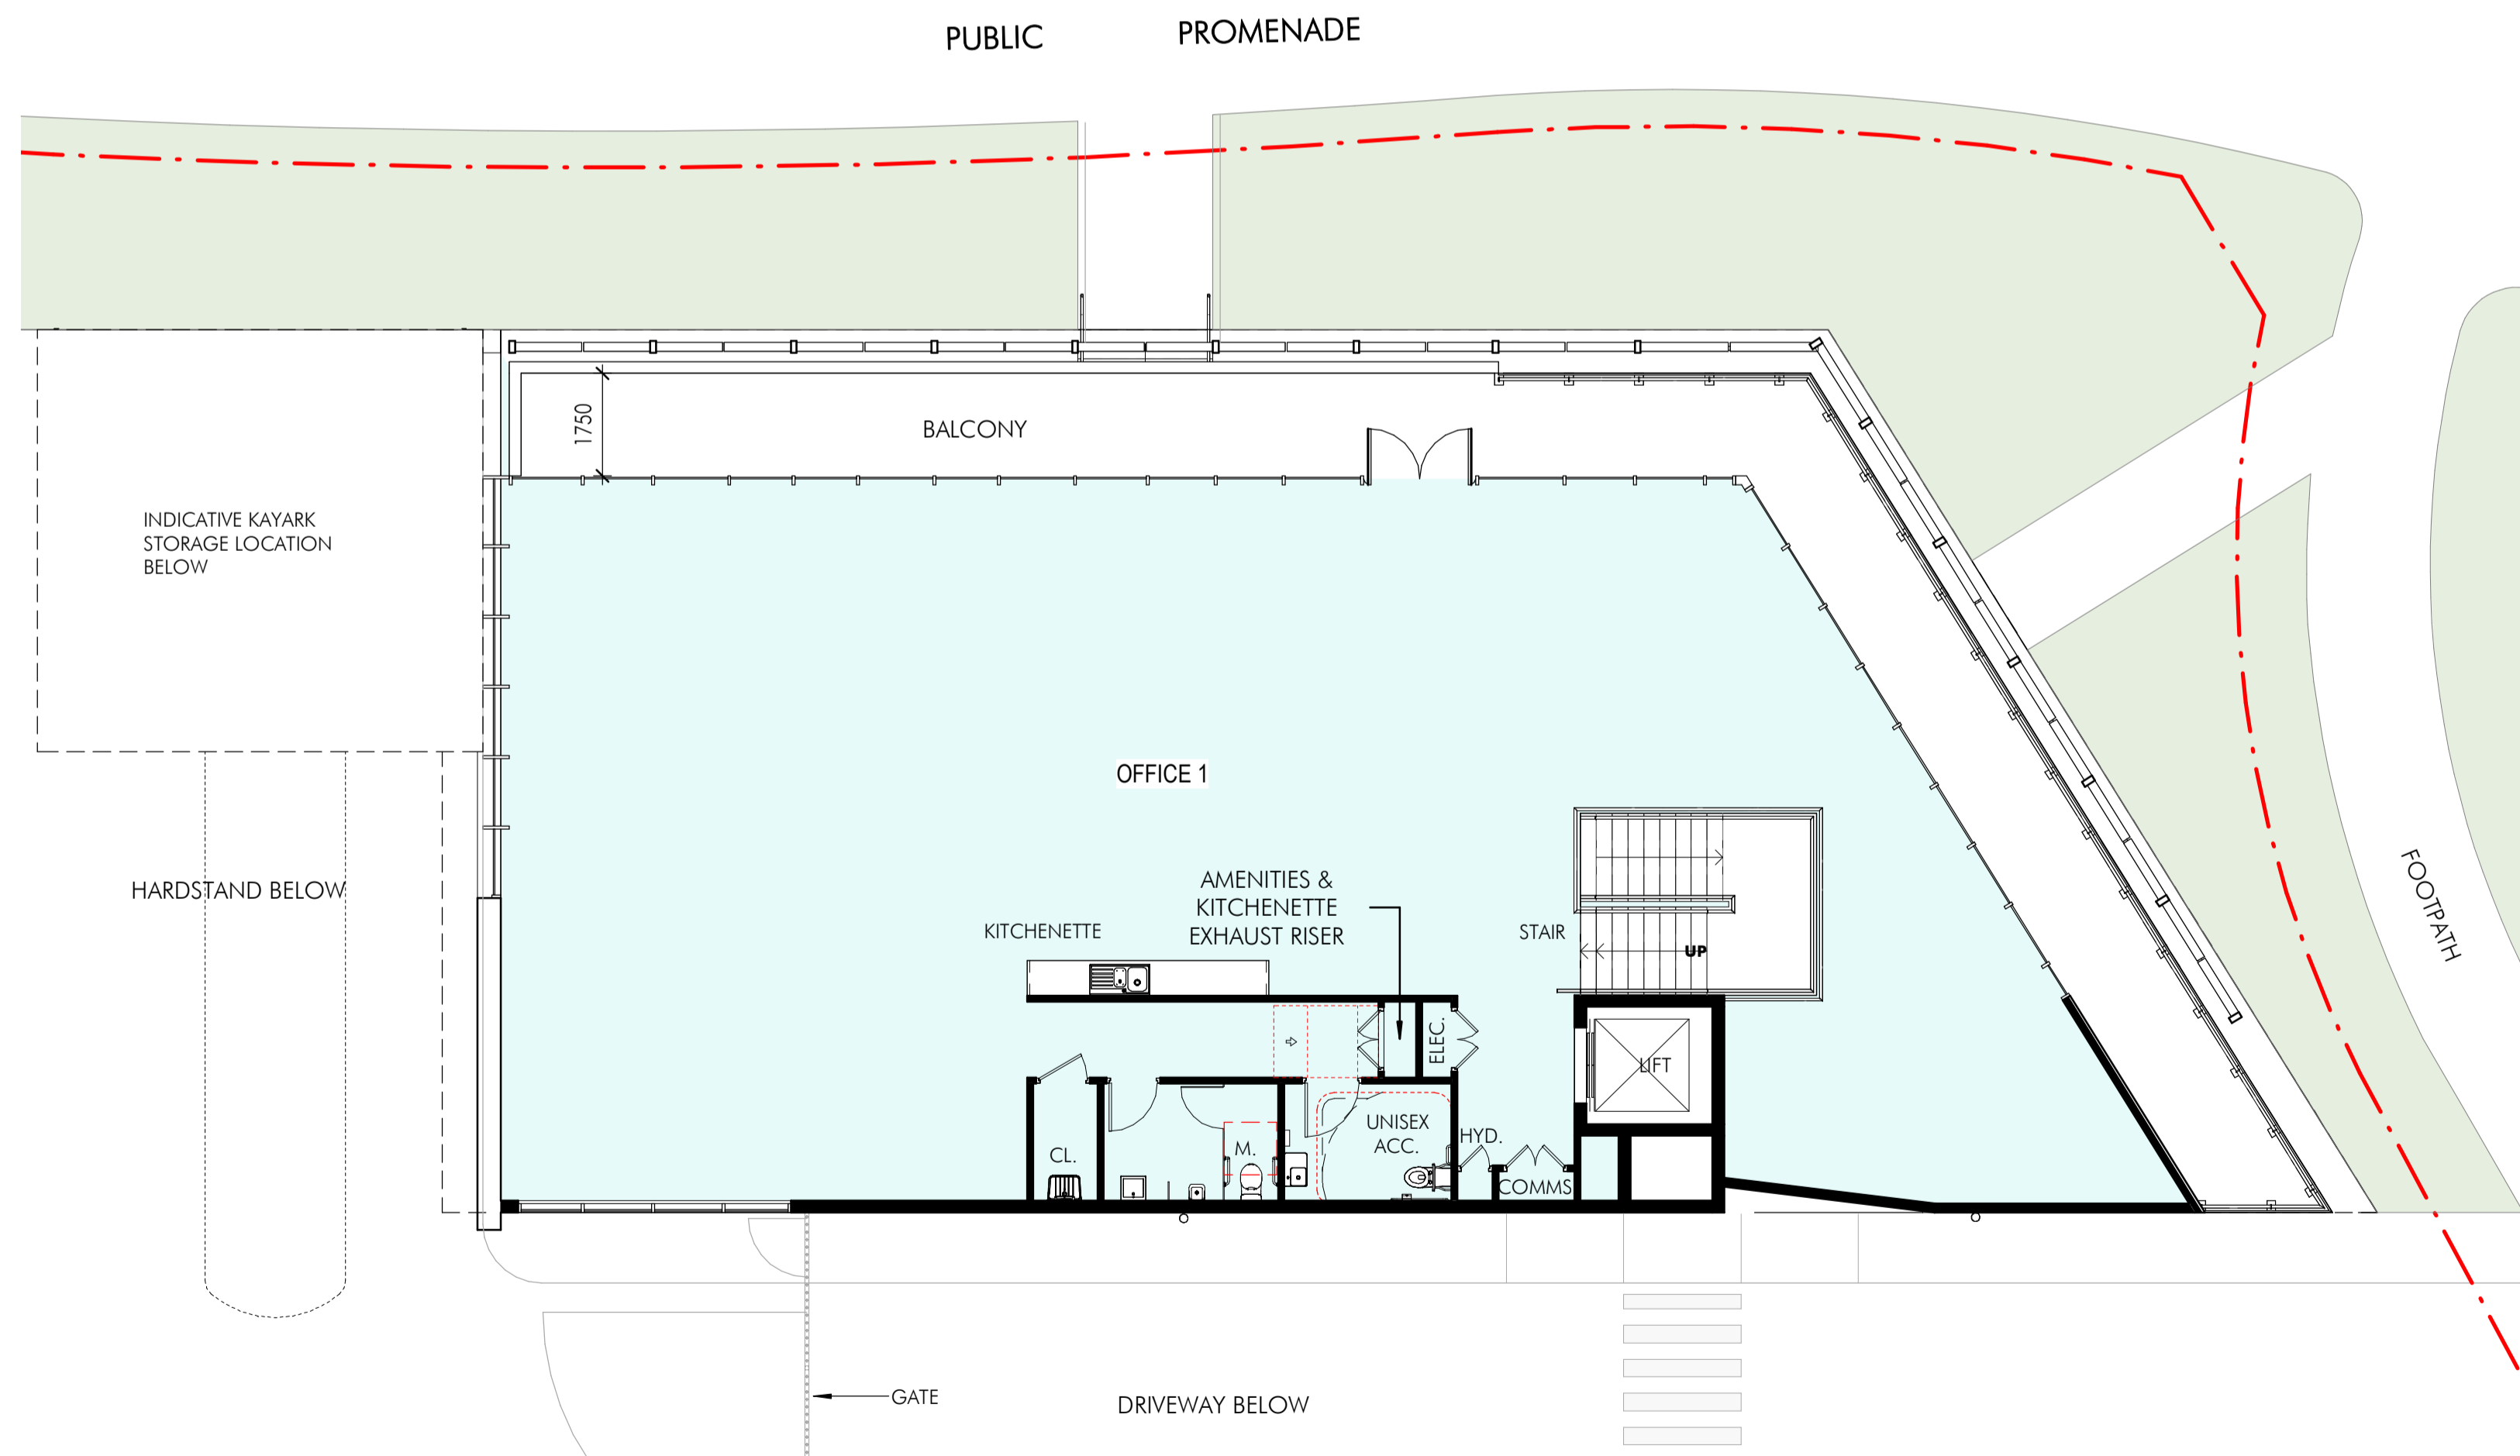 PUBLIC PROMENADE
1750
BALCONY
INDICATIVE KAYARK
STORAGE LOCATION
BELOW
OFFICE 1
HARDSTAND BELOW
AMENITIES &
KITCHENETTE
EXHAUST RISER
KITCHENETTE
STAIR
UP
FOOTPATH
ELEC.
LIFT
UNISEX
ACC.
HYD.
M.
CL.
COMMS
GATE
DRIVEWAY BELOW